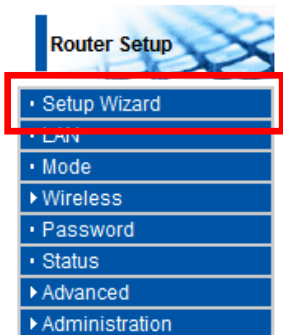 Router Setup
• Setup Wizard
• LAN
• Mode
▸ Wireless
• Password
• Status
▸ Advanced
▸ Administration